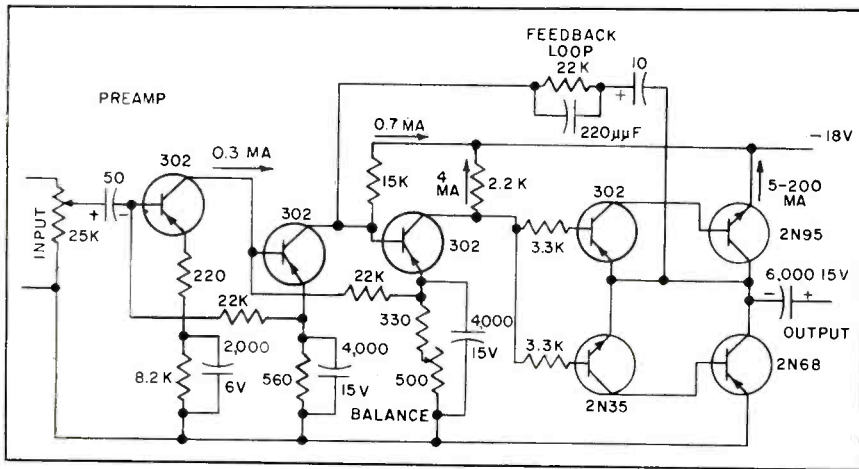 FEEDBACK
LOOP
22 K
10
+
220µµF
PREAMP
0.3 MA
0.7 MA
-18V
50
302
+ -
INPUT
25K
302
15K
4
MA
2.2 K
302
5-200
MA
302
3.3K
2N95
220
22K
22K
330
4,000
15V
6,000 15V
- +
OUTPUT
2,000
6V
8.2 K
4,000
15V
560
500
BALANCE
3.3K
2N35
2N68